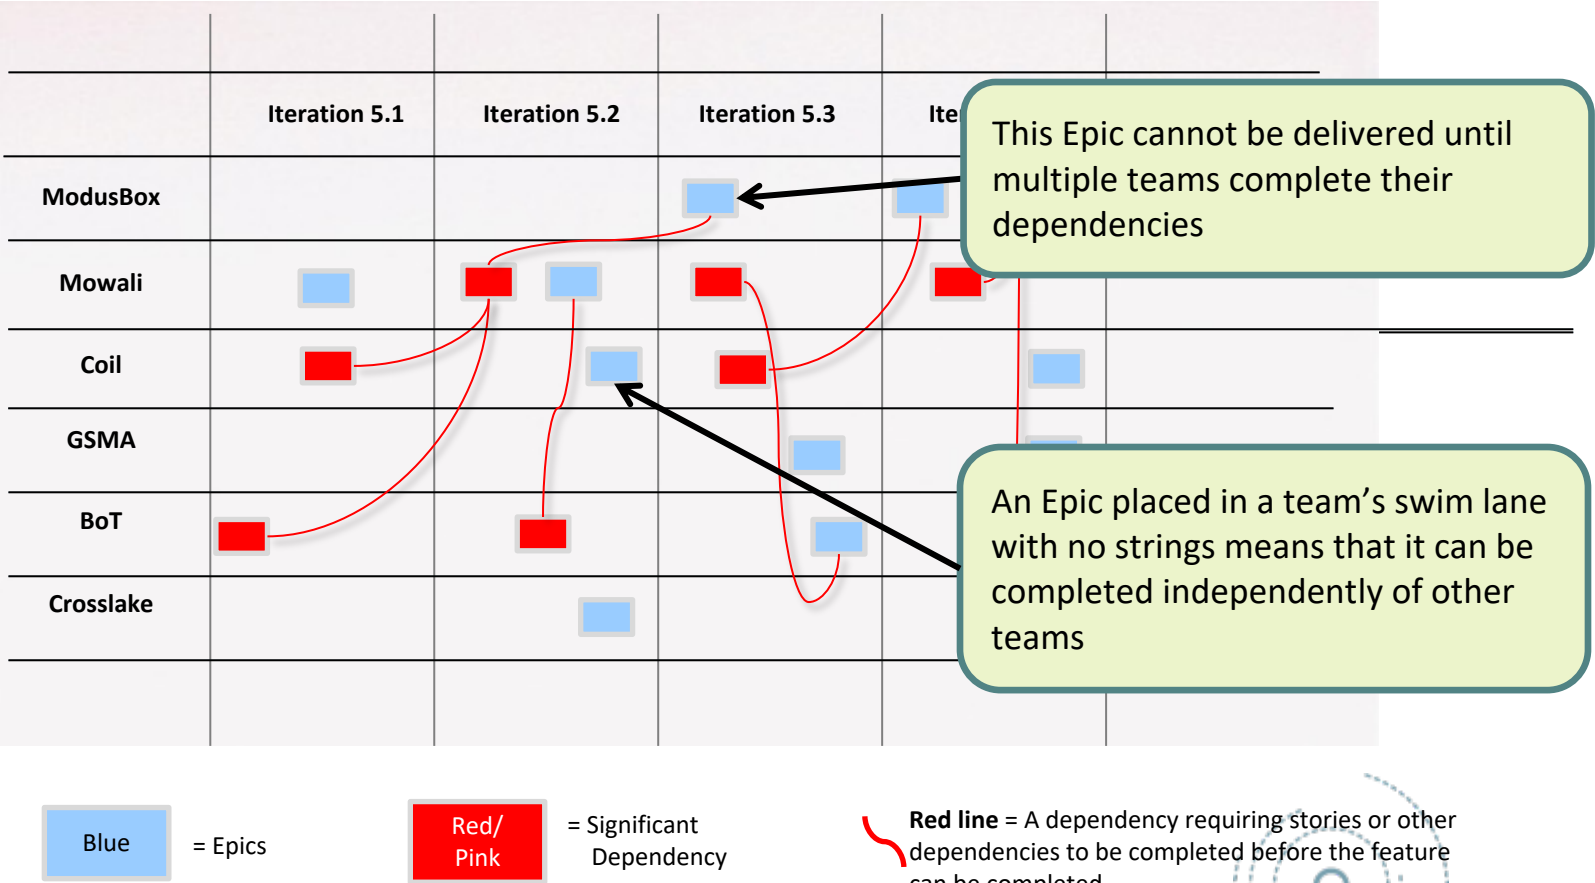 Iteration 5.1 Iteration 5.2 Iteration 5.3 Ite
This Epic cannot be delivered until
multiple teams complete their
dependencies
ModusBox
Mowali
Coil
GSMA
BoT
Crosslake
An Epic placed in a team’s swim lane
with no strings means that it can be
completed independently of other
teams
Blue = Epics
Red/
Pink
= Significant
Dependency
Red line = A dependency requiring stories or other
dependencies to be completed before the feature
can be completed